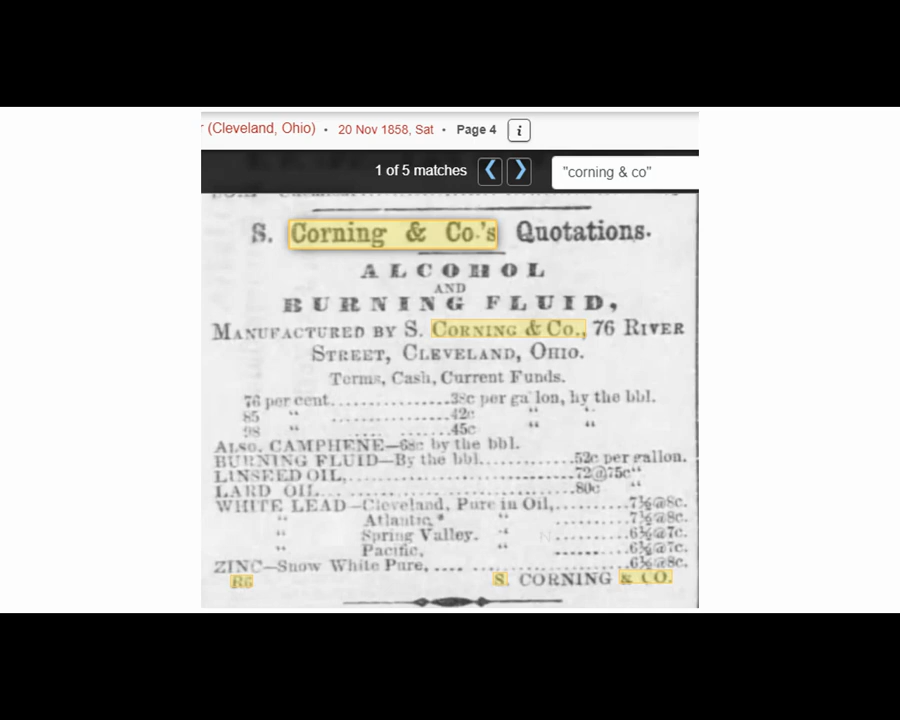 r (Cleveland, Ohio) • 20 Nov 1858, Sat • Page 4 i
1 of 5 matches ❮ ❯ "corning & co"
S. Corning & Co.'s Quotations.
ALCOHOL
AND
BURNING FLUID,
MANUFACTURED BY S. CORNING & CO., 76 RIVER
STREET, CLEVELAND, OHIO.
Terms, Cash, Current Funds.
76 per cent....................38c per gallon, by the bbl.
85 " ....................42c " "
98 " ....................45c " "
ALSO, CAMPHENE—68c by the bbl.
BURNING FLUID—By the bbl...............52c per gallon.
LINSEED OIL,.......................................72@75c "
LARD OIL...........................................80c "
WHITE LEAD—Cleveland, Pure in Oil,..........7½@8c.
" Atlantic, " ..........7½@8c.
" Spring Valley. " ..........6½@7c.
" Pacific, " ..........6½@7c.
ZINC—Snow White Pure, ..........................6½@8c.
S. CORNING & CO.